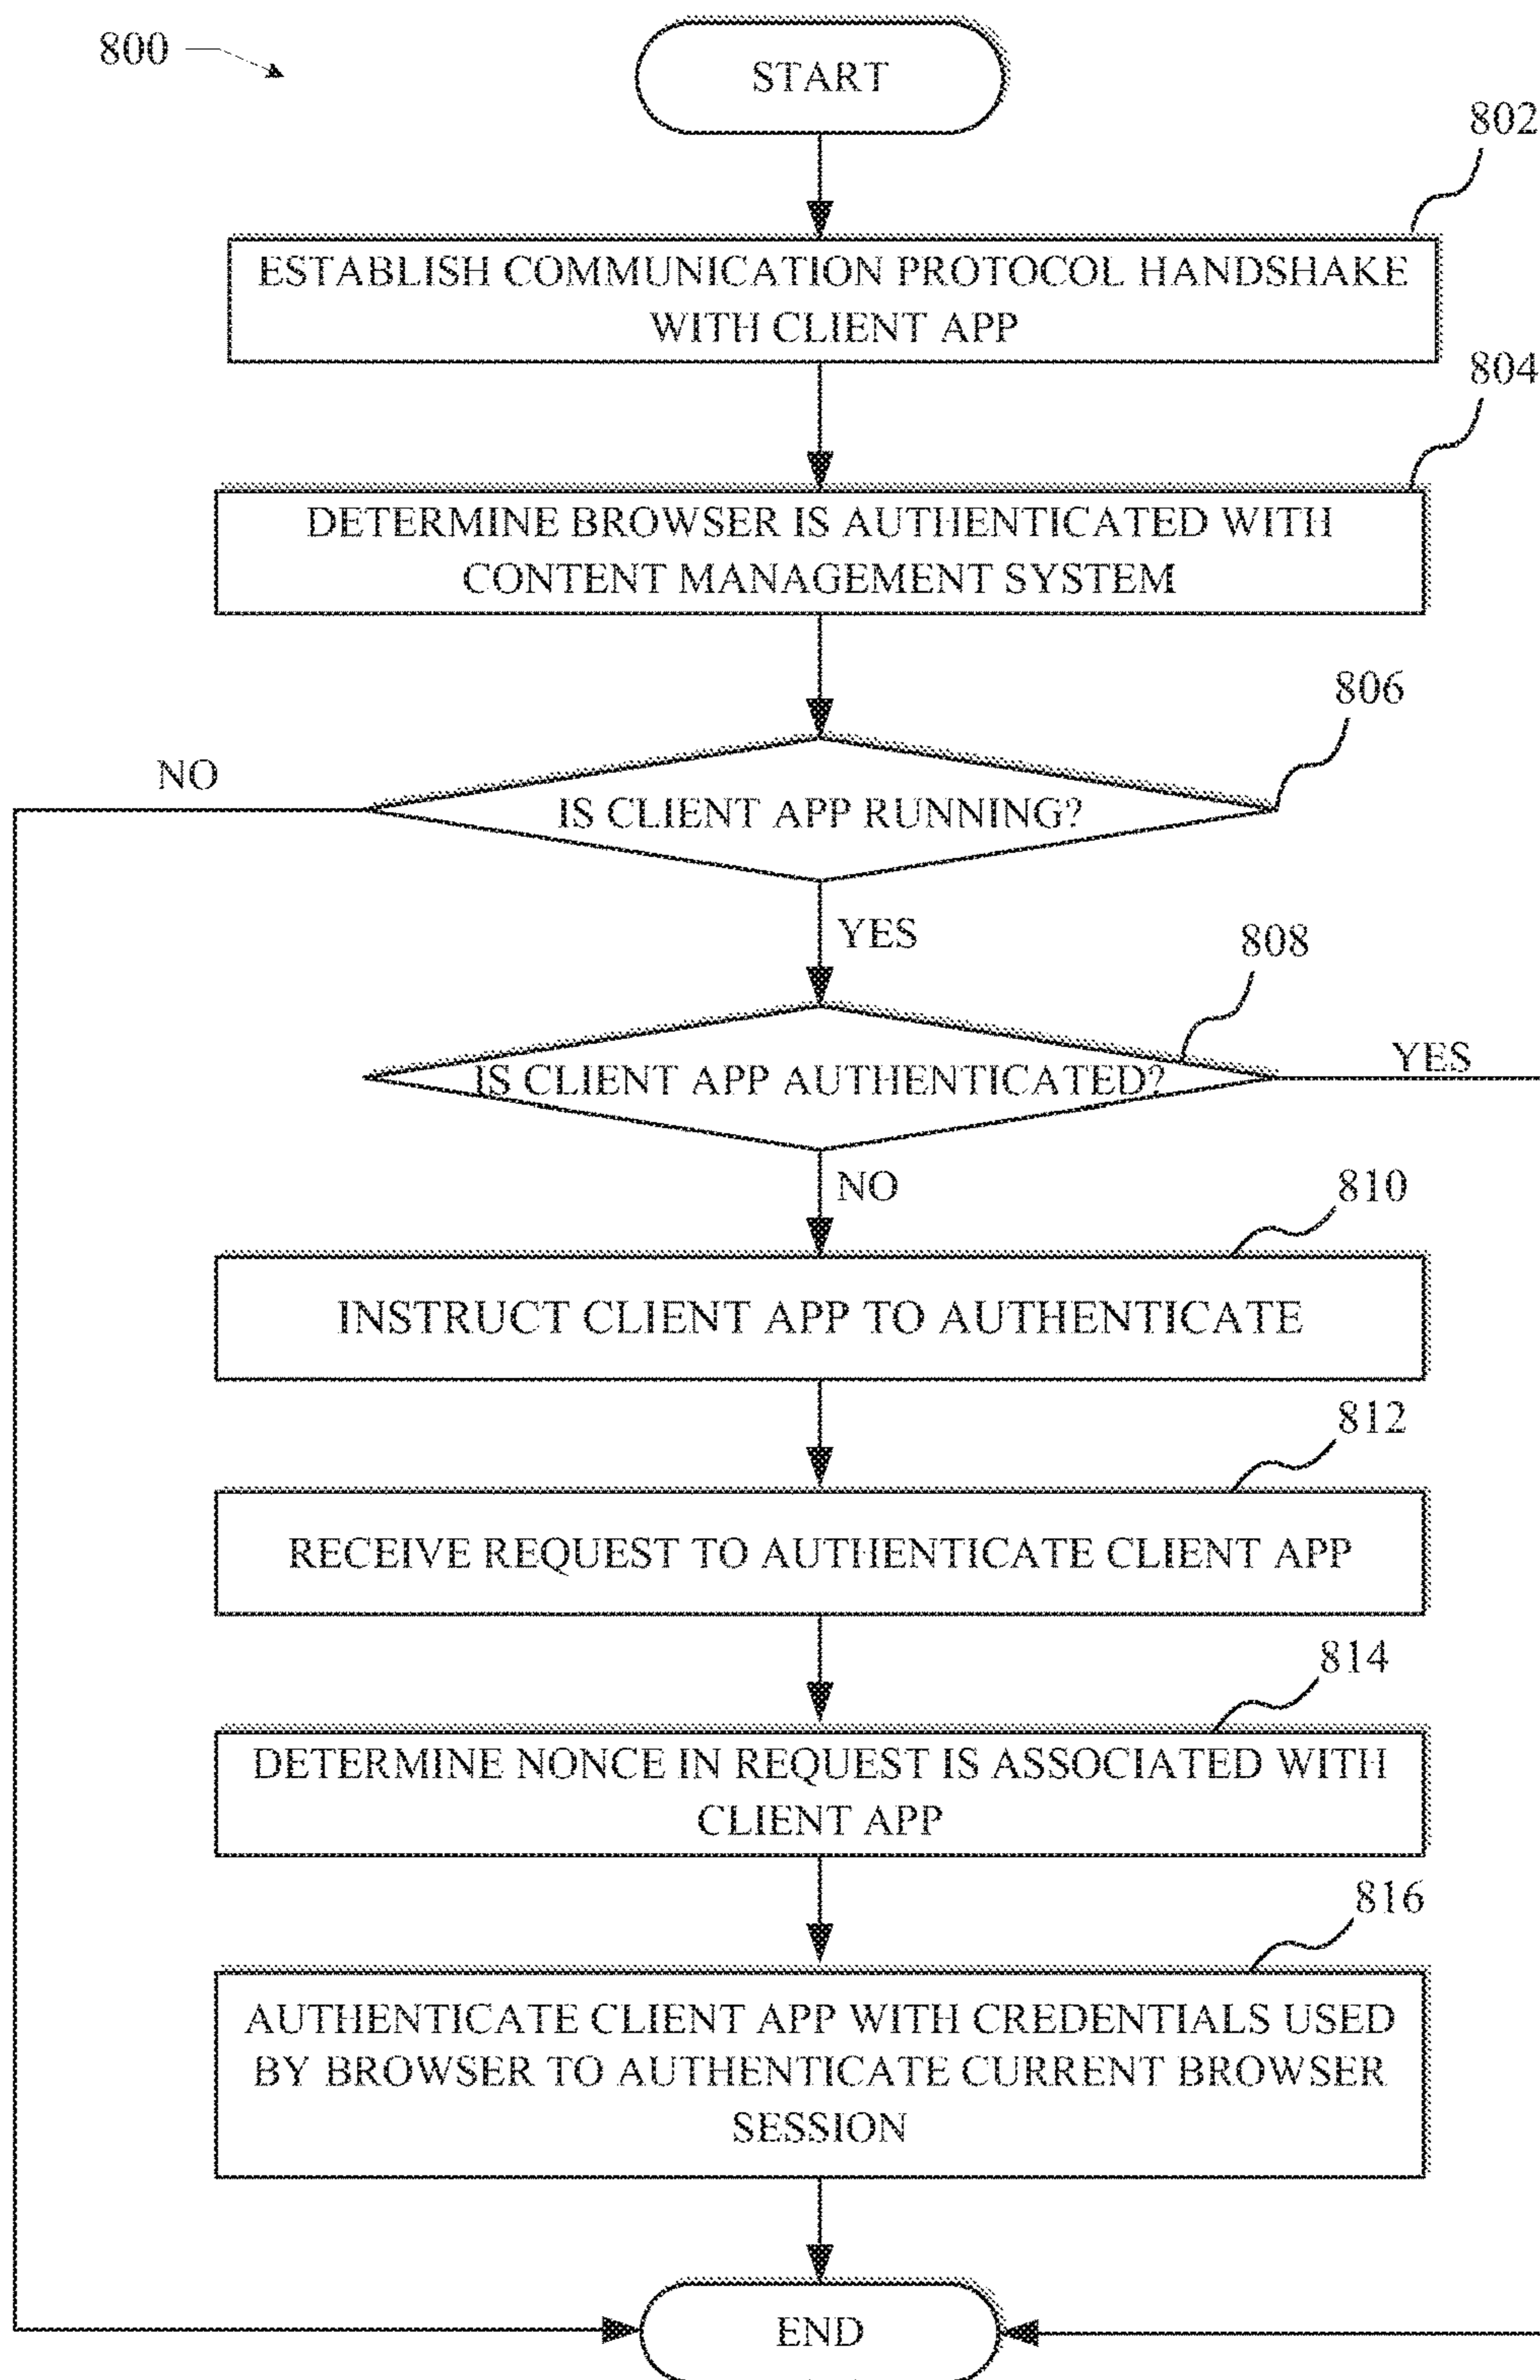 800
START
802
ESTABLISH COMMUNICATION PROTOCOL HANDSHAKE
WITH CLIENT APP
804
DETERMINE BROWSER IS AUTHENTICATED WITH
CONTENT MANAGEMENT SYSTEM
806
NO
IS CLIENT APP RUNNING?
YES
808
IS CLIENT APP AUTHENTICATED?
YES
NO
810
INSTRUCT CLIENT APP TO AUTHENTICATE
812
RECEIVE REQUEST TO AUTHENTICATE CLIENT APP
814
DETERMINE NONCE IN REQUEST IS ASSOCIATED WITH
CLIENT APP
816
AUTHENTICATE CLIENT APP WITH CREDENTIALS USED
BY BROWSER TO AUTHENTICATE CURRENT BROWSER
SESSION
END